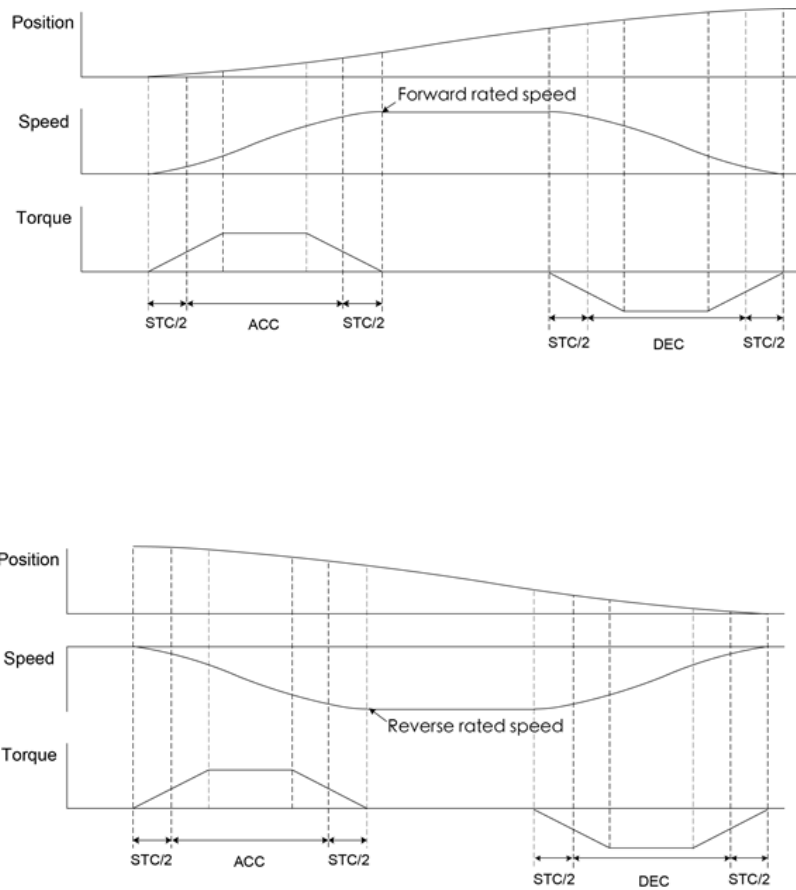 Position
Forward rated speed
Speed
Torque
STC/2 ACC STC/2
STC/2 DEC STC/2
Position
Speed
Reverse rated speed
Torque
STC/2 ACC STC/2
STC/2 DEC STC/2